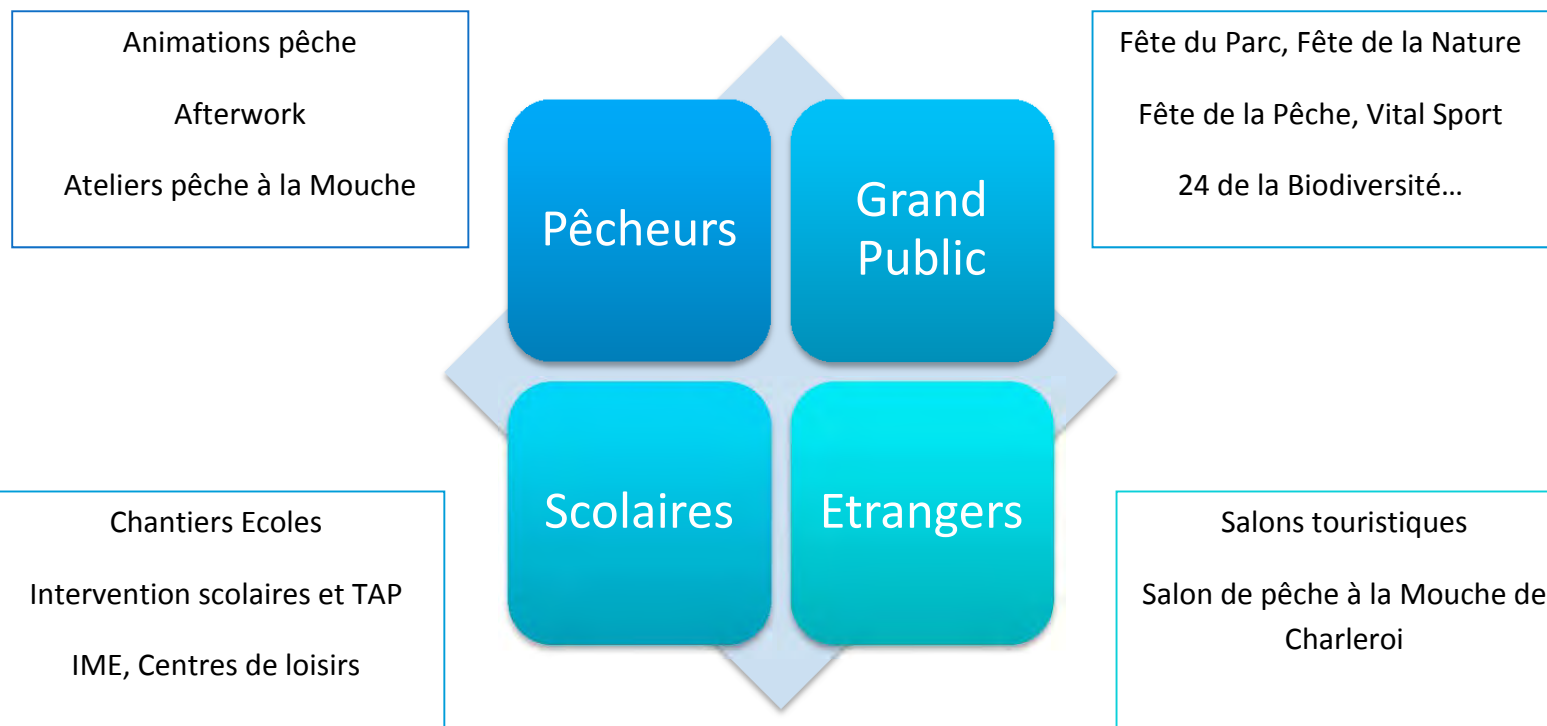 Animations pêche
Afterwork
Ateliers pêche à la Mouche
Fête du Parc, Fête de la Nature
Fête de la Pêche, Vital Sport
24 de la Biodiversité…
Pêcheurs
Grand
Public
Scolaires
Etrangers
Chantiers Ecoles
Intervention scolaires et TAP
IME, Centres de loisirs
Salons touristiques
Salon de pêche à la Mouche de
Charleroi